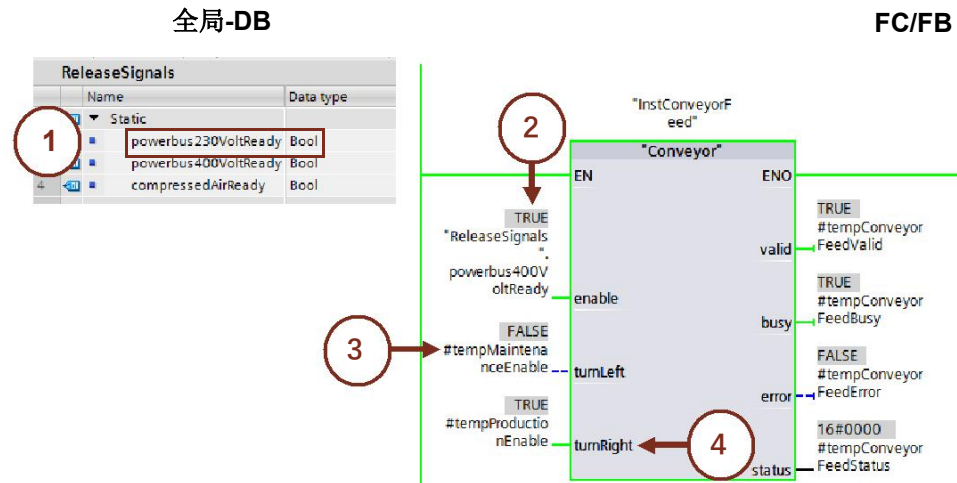 全局-DB
FC/FB
ReleaseSignals
Name
Data type
Static
powerbus230VoltReady
Bool
powerbus400VoltReady
Bool
4
compressedAirReady
Bool
1
2
3
4
"InstConveyorF
eed"
"Conveyor"
EN
ENO
TRUE
"ReleaseSignals
".
powerbus400V
oltReady
enable
FALSE
#tempMaintena
nceEnable
turnLeft
TRUE
#tempProductio
nEnable
turnRight
TRUE
#tempConveyor
FeedValid
valid
TRUE
#tempConveyor
FeedBusy
busy
FALSE
#tempConveyor
FeedError
error
16#0000
#tempConveyor
FeedStatus
status